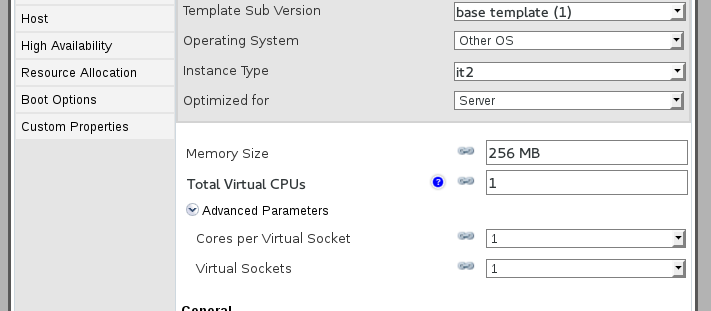 Host
High Availability
Resource Allocation
Boot Options
Custom Properties
Template Sub Version base template (1)
Operating System Other OS
Instance Type it2
Optimized for Server
Memory Size 256 MB
Total Virtual CPUs ? 1
Advanced Parameters
Cores per Virtual Socket 1
Virtual Sockets 1
General